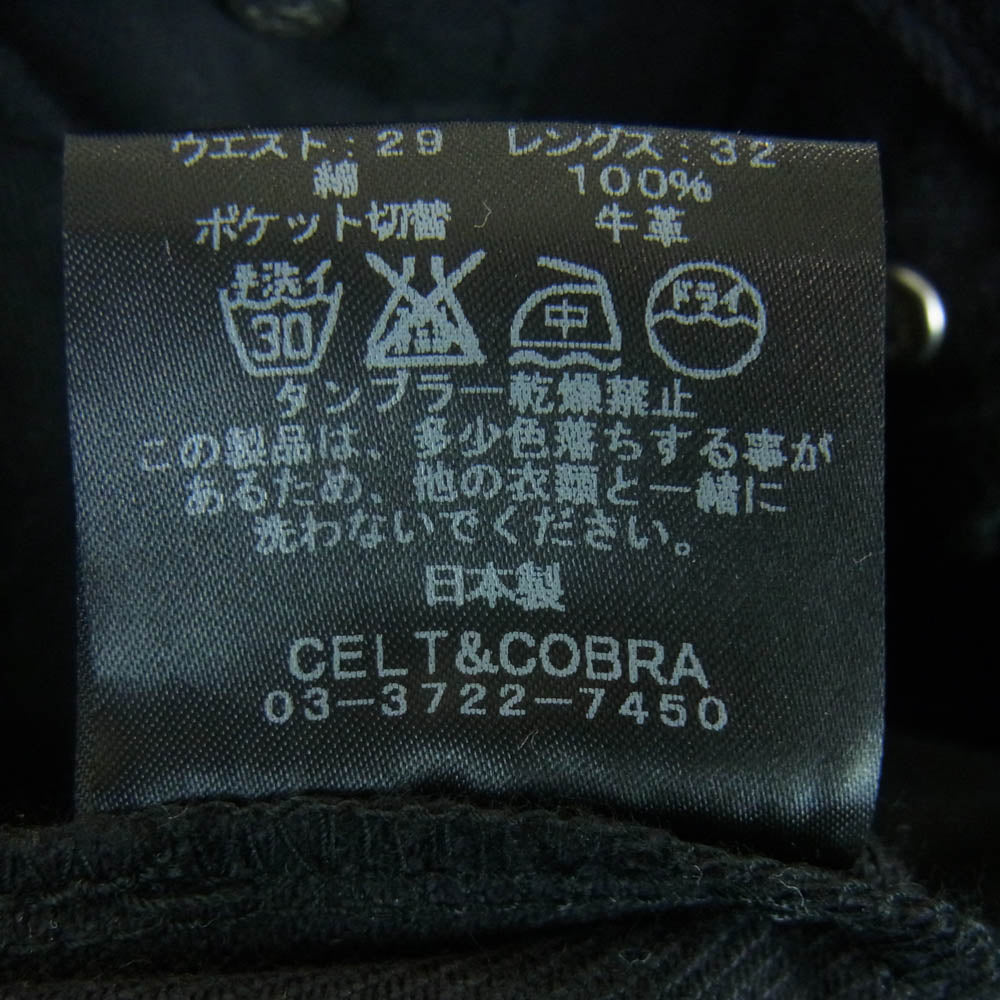 ウエスト：29　レングス：32
綿　100%
ポケット切替　牛革
手洗イ　ドライ
30　中
タンブラー乾燥禁止
この製品は、多少色落ちする事が
あるため、他の衣類と一緒に
洗わないでください。
日本製
CELT&COBRA
03-3722-7450